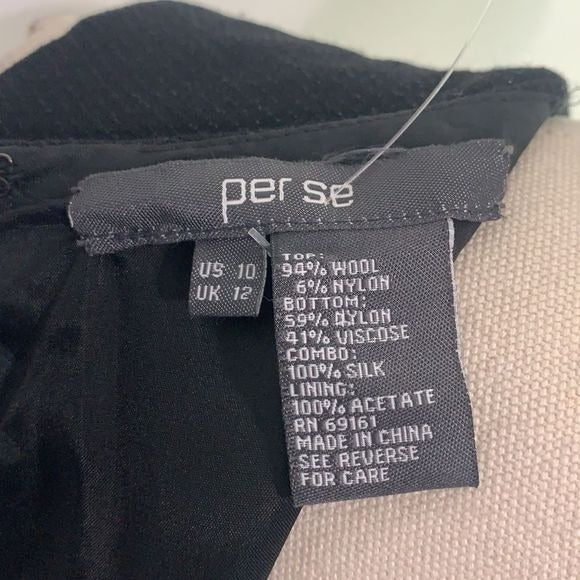 per se
US 10
UK 12
TOP:
94% WOOL
6% NYLON
BOTTOM:
59% NYLON
41% VISCOSE
COMBO:
100% SILK
LINING:
100% ACETATE
RN 69161
MADE IN CHINA
SEE REVERSE
FOR CARE